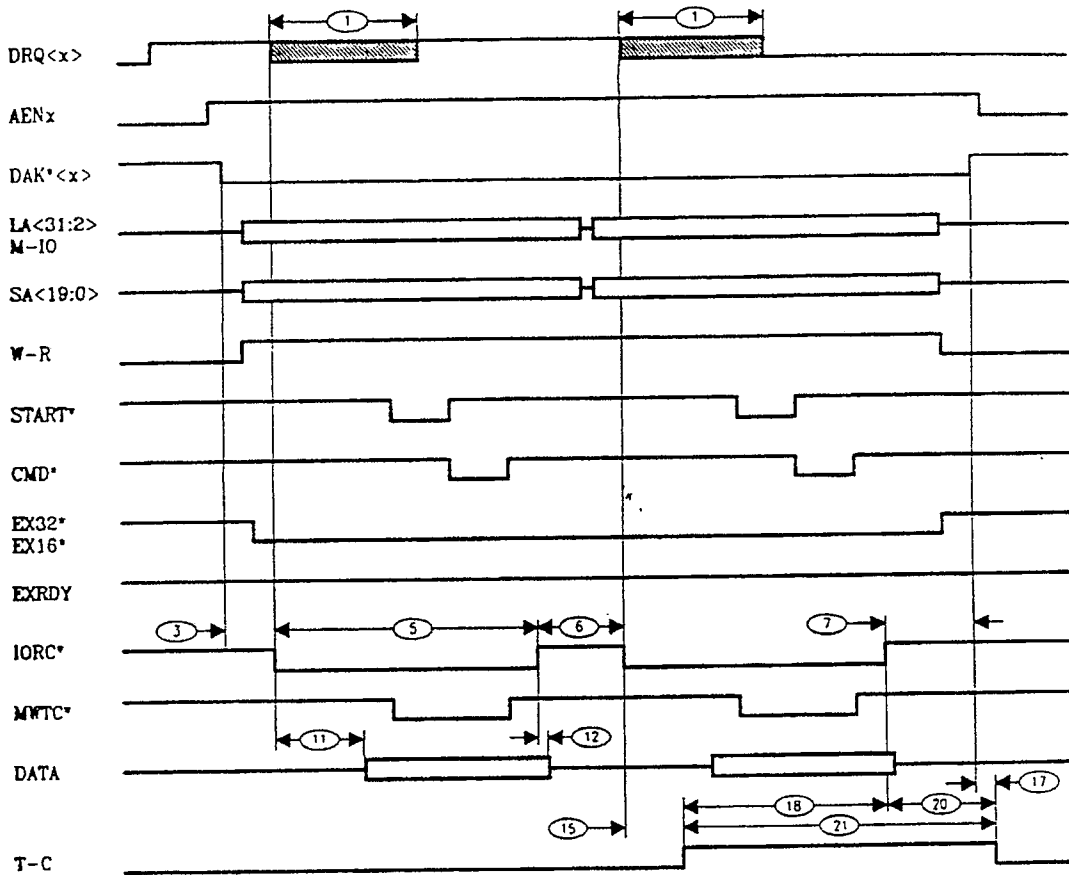 1 1
DRQ<x>
AENx
DAK*<x>
LA<31:2>
M-IO
SA<19:0>
W-R
START*
CMD*
EX32*
EX16*
EXRDY
3 5 6 7
IORC*
MWTC*
11 12
DATA
17
18 20
15 21
T-C